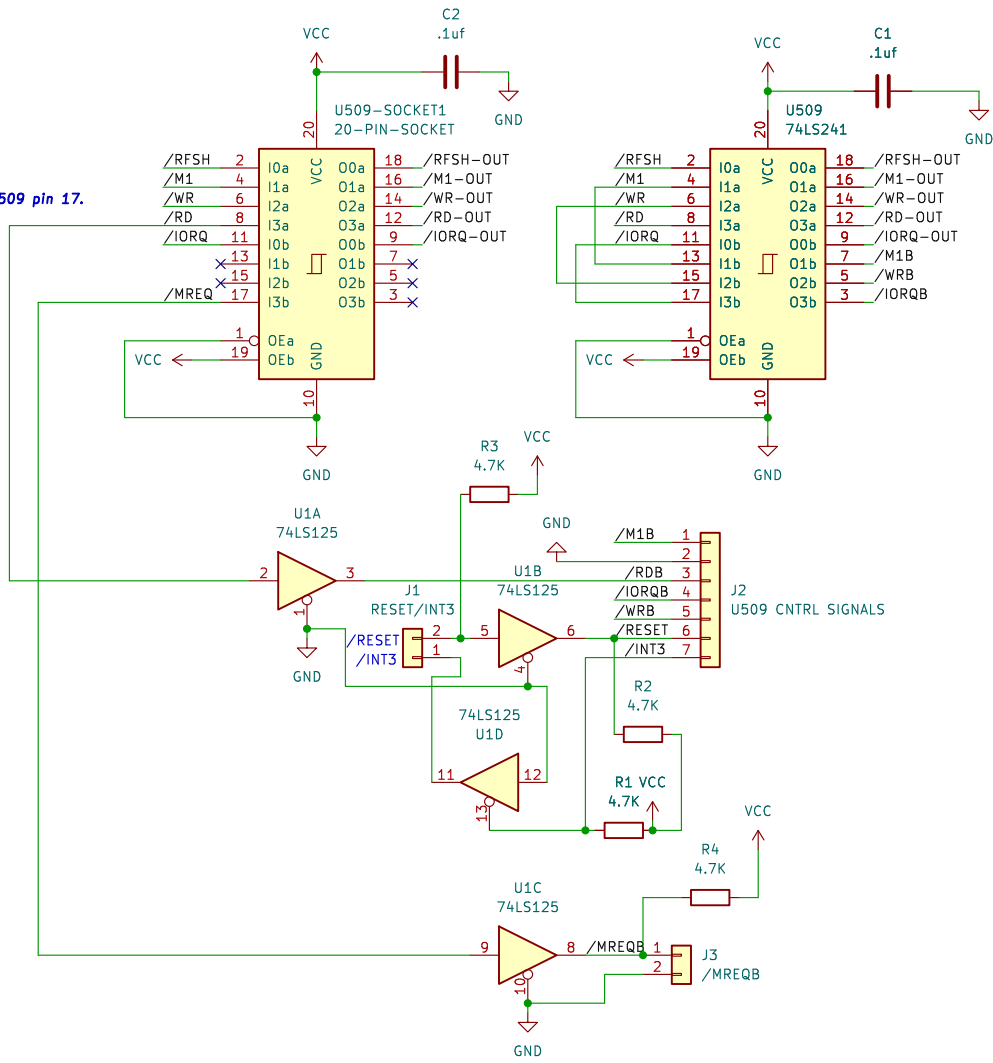 C2
.1uf
VCC
GND
U509-SOCKET1
20-PIN-SOCKET
20
VCC
/RFSH 2 I0a O0a 18 /RFSH-OUT
/M1 4 I1a O1a 16 /M1-OUT
/WR 6 I2a O2a 14 /WR-OUT
/RD 8 I3a O3a 12 /RD-OUT
/IORQ 11 I0b O0b 9 /IORQ-OUT
13 I1b O1b 7
15 I2b O2b 5
/MREQ 17 I3b O3b 3
1 OEa
VCC 19 OEb
GND
10
GND
509 pin 17.
C1
.1uf
VCC
GND
U509
74LS241
20
VCC
/RFSH 2 I0a O0a 18 /RFSH-OUT
/M1 4 I1a O1a 16 /M1-OUT
/WR 6 I2a O2a 14 /WR-OUT
/RD 8 I3a O3a 12 /RD-OUT
/IORQ 11 I0b O0b 9 /IORQ-OUT
13 I1b O1b 7 /M1B
15 I2b O2b 5 /WRB
17 I3b O3b 3 /IORQB
1 OEa
VCC 19 OEb
GND
10
GND
R3
4.7K
VCC
U1A
74LS125
2 3
1
GND
J1
RESET/INT3
/RESET 2
/INT3 1
U1B
74LS125
5 6
4
GND
/M1B 1
2
/RDB 3
/IORQB 4
/WRB 5
/RESET 6
/INT3 7
J2
U509 CNTRL SIGNALS
R2
4.7K
74LS125
U1D
11 12
13
R1 VCC
4.7K
VCC
R4
4.7K
U1C
74LS125
9 8 /MREQB 1
2
10
J3
/MREQB
GND